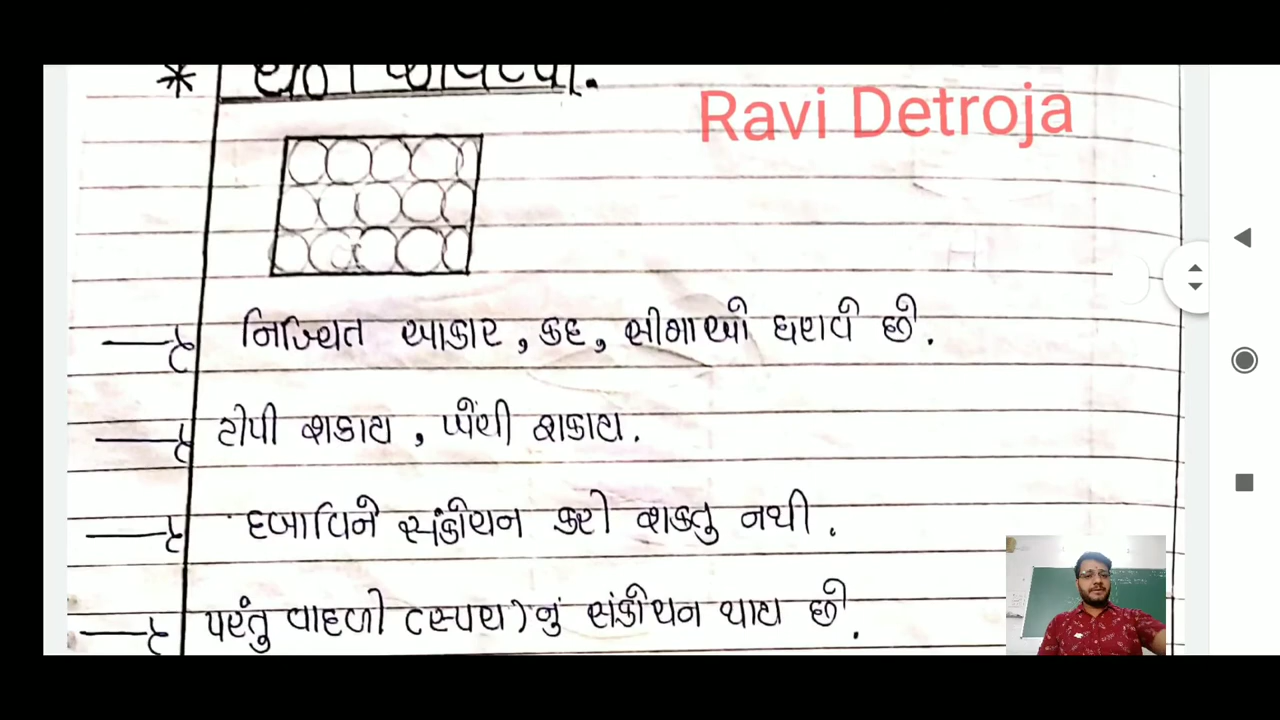 *
Ravi Detroja
નિશ્ચિત આકાર, કદ, સીમાઓ ધરાવે છે.
ટીપી શકાય, ખેંચી શકાય.
દબાવિને સંકોચન કરી શકતુ નથી.
પરંતુ વાદળી (સ્પંચ)નું સંકોચન થાય છે.